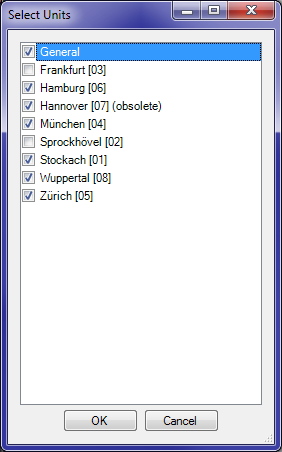 Select Units
General
Frankfurt [03]
Hamburg [06]
Hannover [07] (obsolete)
München [04]
Sprockhövel [02]
Stockach [01]
Wuppertal [08]
Zürich [05]
OK Cancel